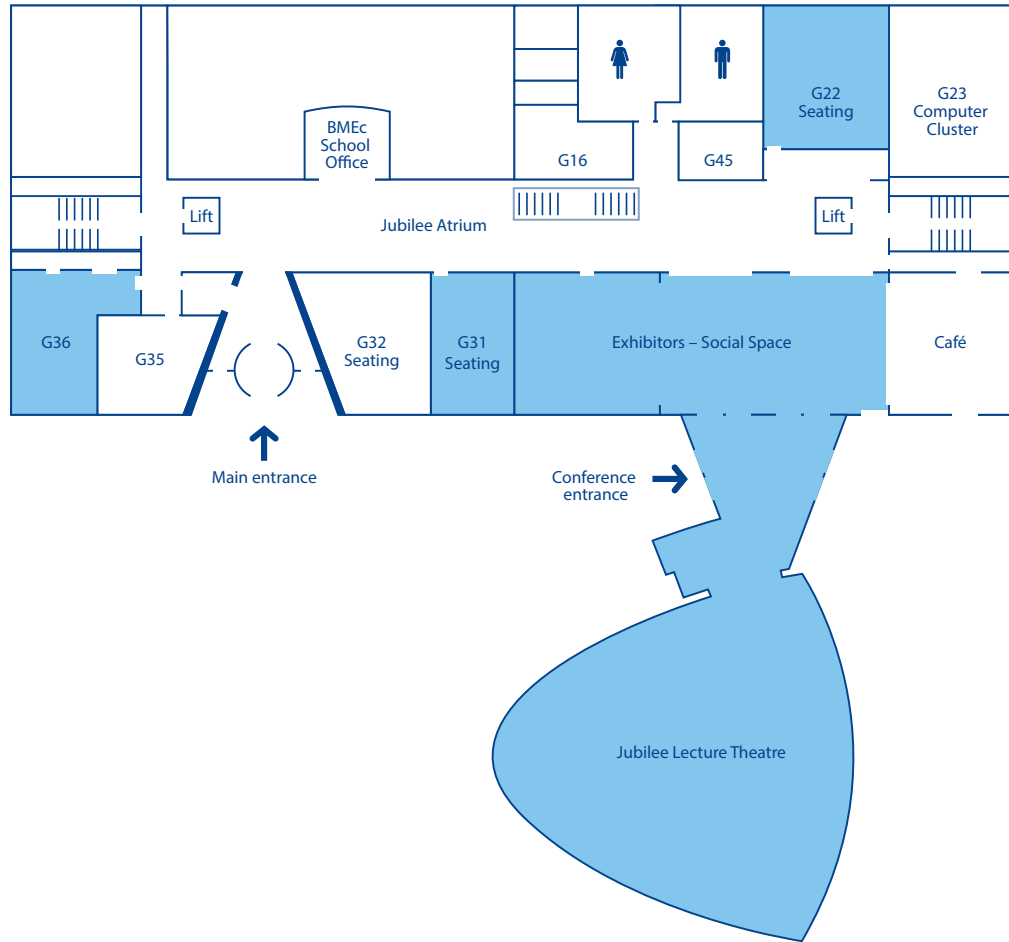 G22
Seating
G23
Computer
Cluster
BMEc
School
Office
G16
G45
Lift
Jubilee Atrium
Lift
G36
G35
G32
Seating
G31
Seating
Exhibitors – Social Space
Café
Main entrance
Conference
entrance
Jubilee Lecture Theatre